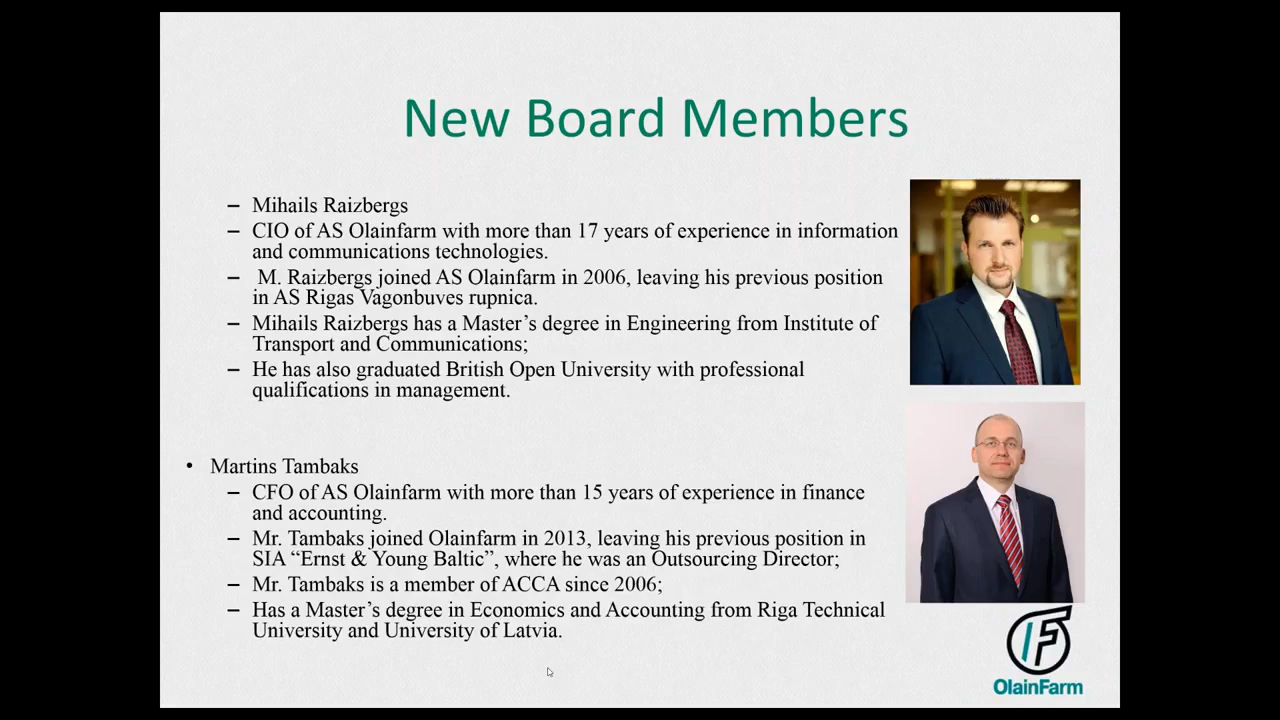 New Board Members
– Mihails Raizbergs
– CIO of AS Olainfarm with more than 17 years of experience in information
and communications technologies.
– M. Raizbergs joined AS Olainfarm in 2006, leaving his previous position
in AS Rigas Vagonbuves rupnica.
– Mihails Raizbergs has a Master’s degree in Engineering from Institute of
Transport and Communications;
– He has also graduated British Open University with professional
qualifications in management.
• Martins Tambaks
– CFO of AS Olainfarm with more than 15 years of experience in finance
and accounting.
– Mr. Tambaks joined Olainfarm in 2013, leaving his previous position in
SIA “Ernst & Young Baltic”, where he was an Outsourcing Director;
– Mr. Tambaks is a member of ACCA since 2006;
– Has a Master’s degree in Economics and Accounting from Riga Technical
University and University of Latvia.
OlainFarm